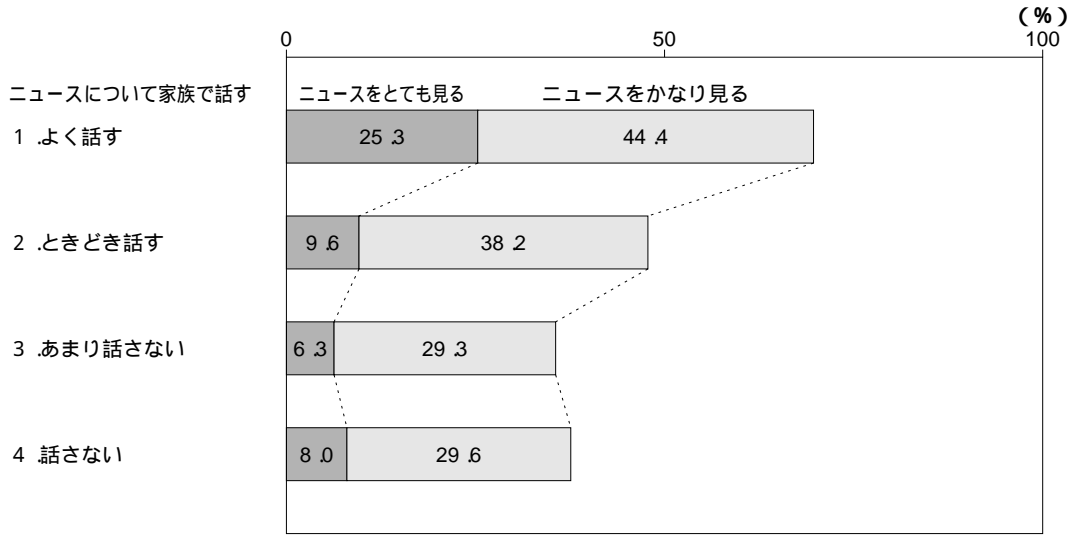 (%)
0 50 100
ニュースについて家族で話す ニュースをとても見る ニュースをかなり見る
1.よく話す 25.3 44.4
2.ときどき話す 9.6 38.2
3.あまり話さない 6.3 29.3
4.話さない 8.0 29.6